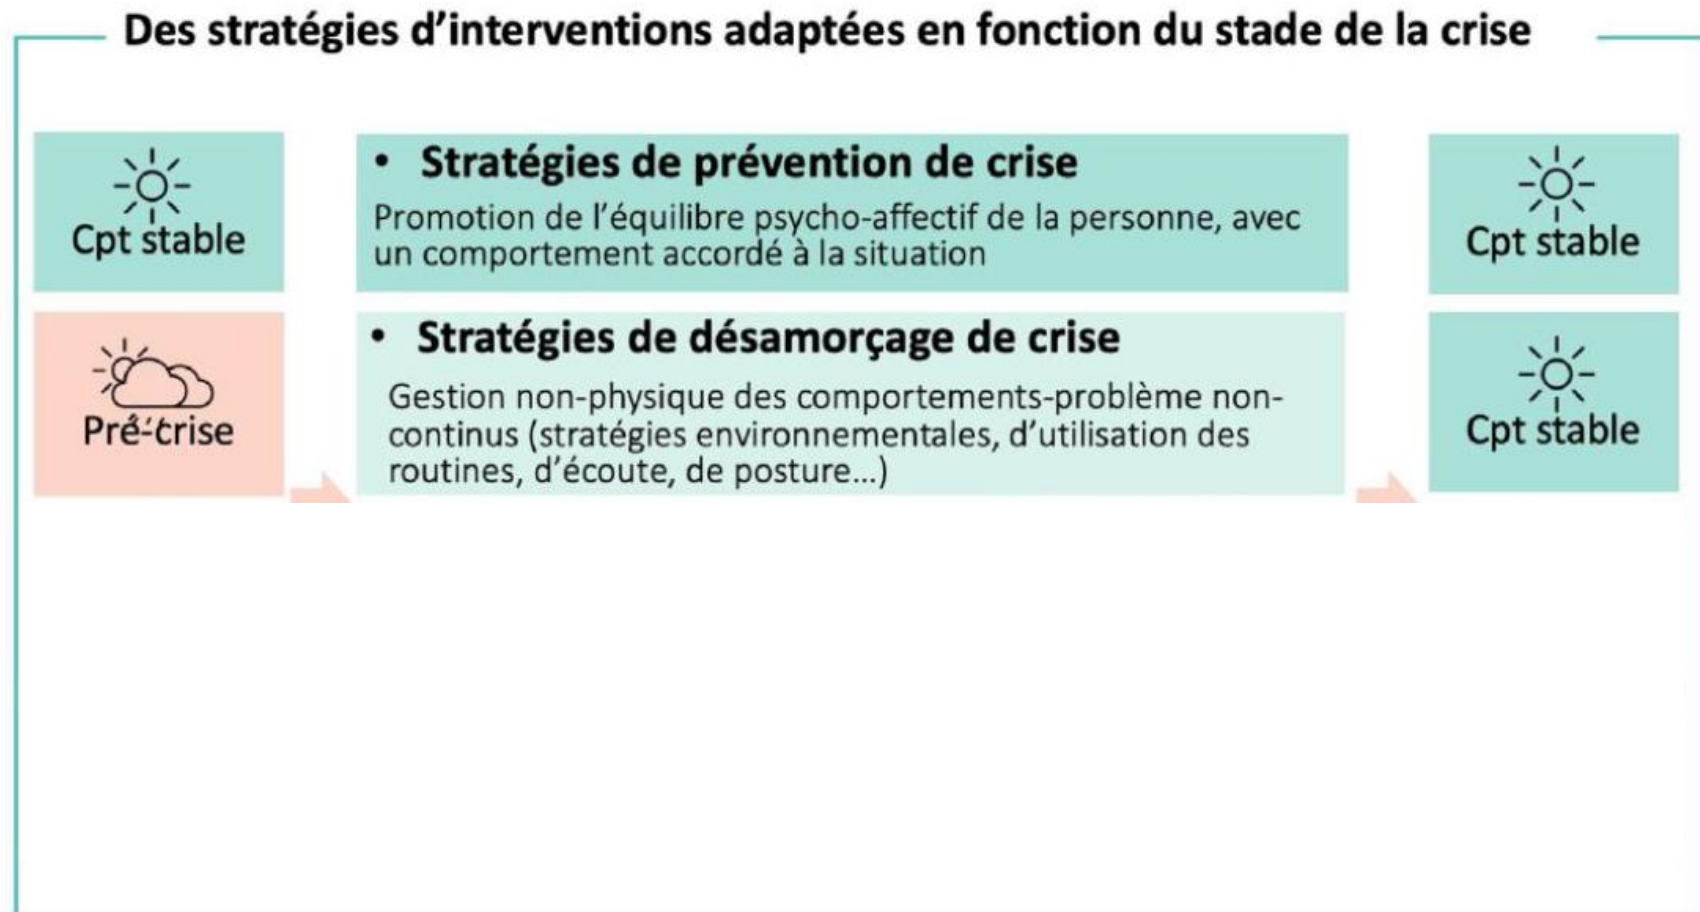 Des stratégies d’interventions adaptées en fonction du stade de la crise
Cpt stable
• Stratégies de prévention de crise
Promotion de l’équilibre psycho-affectif de la personne, avec
un comportement accordé à la situation
Cpt stable
Pré-crise
• Stratégies de désamorçage de crise
Gestion non-physique des comportements-problème non-
continus (stratégies environnementales, d’utilisation des
routines, d’écoute, de posture...)
Cpt stable